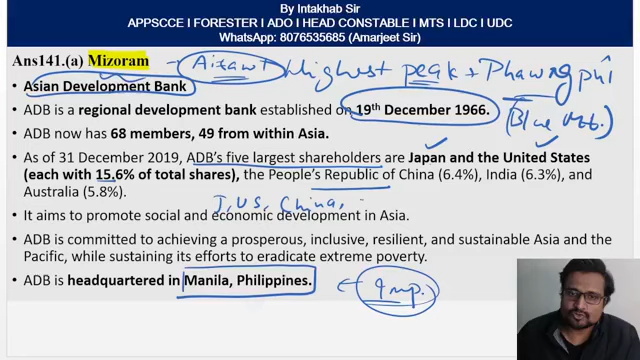 By Intakhab Sir
APPSCCE I FORESTER I ADO I HEAD CONSTABLE I MTS I LDC I UDC
WhatsApp: 8076535685 (Amarjeet Sir)
Ans141.(a) Mizoram → Aizawl Highest peak → Phawngpui
(Blue Mt.)
• Asian Development Bank
• ADB is a regional development bank established on 19th December 1966.
• ADB now has 68 members, 49 from within Asia.
• As of 31 December 2019, ADB's five largest shareholders are Japan and the United States
(each with 15.6% of total shares), the People's Republic of China (6.4%), India (6.3%), and
Australia (5.8%).
J, US, China,
• It aims to promote social and economic development in Asia.
• ADB is committed to achieving a prosperous, inclusive, resilient, and sustainable Asia and the
Pacific, while sustaining its efforts to eradicate extreme poverty.
• ADB is headquartered in Manila, Philippines. ← Imp.